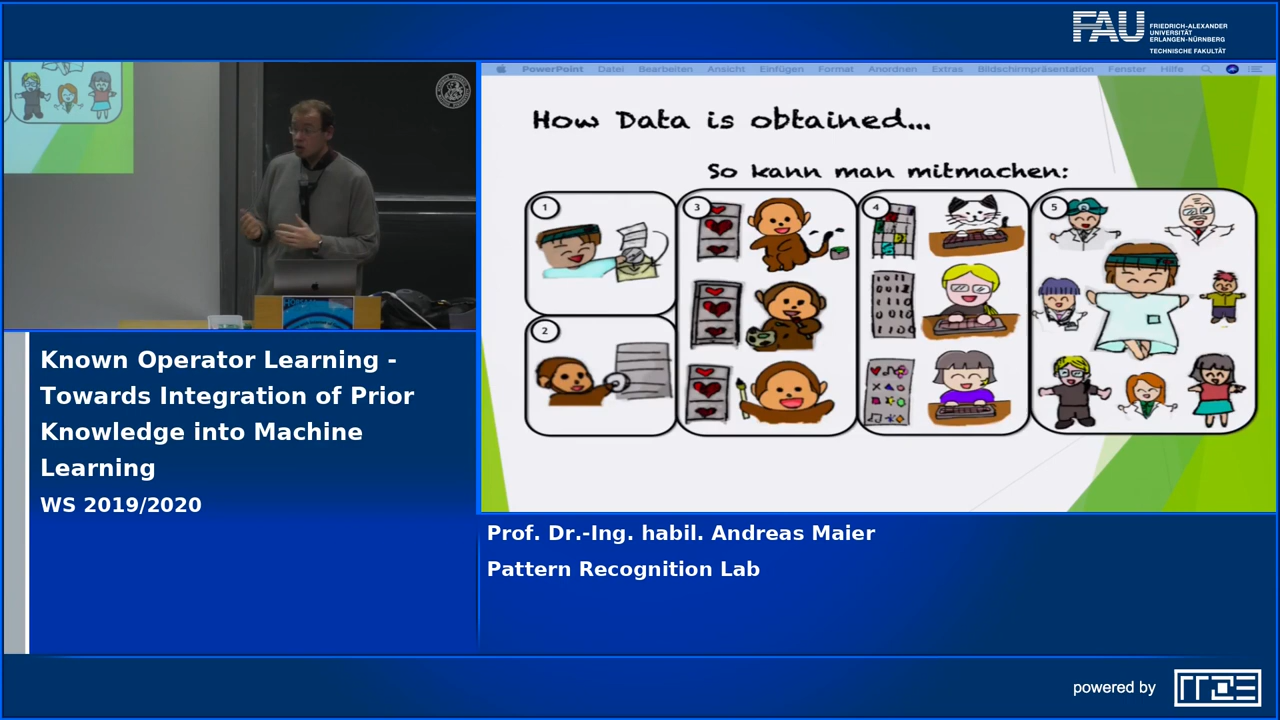 FAU
FRIEDRICH-ALEXANDER
UNIVERSITÄT
ERLANGEN-NÜRNBERG
TECHNISCHE FAKULTÄT
PowerPoint Datei Bearbeiten Ansicht Einfügen Format Anordnen Extras Bildschirmpräsentation Fenster Hilfe
How Data is obtained...
So kann man mitmachen:
1
2
3
4
5
Known Operator Learning -
Towards Integration of Prior
Knowledge into Machine
Learning
WS 2019/2020
Prof. Dr.-Ing. habil. Andreas Maier
Pattern Recognition Lab
powered by
RRZE